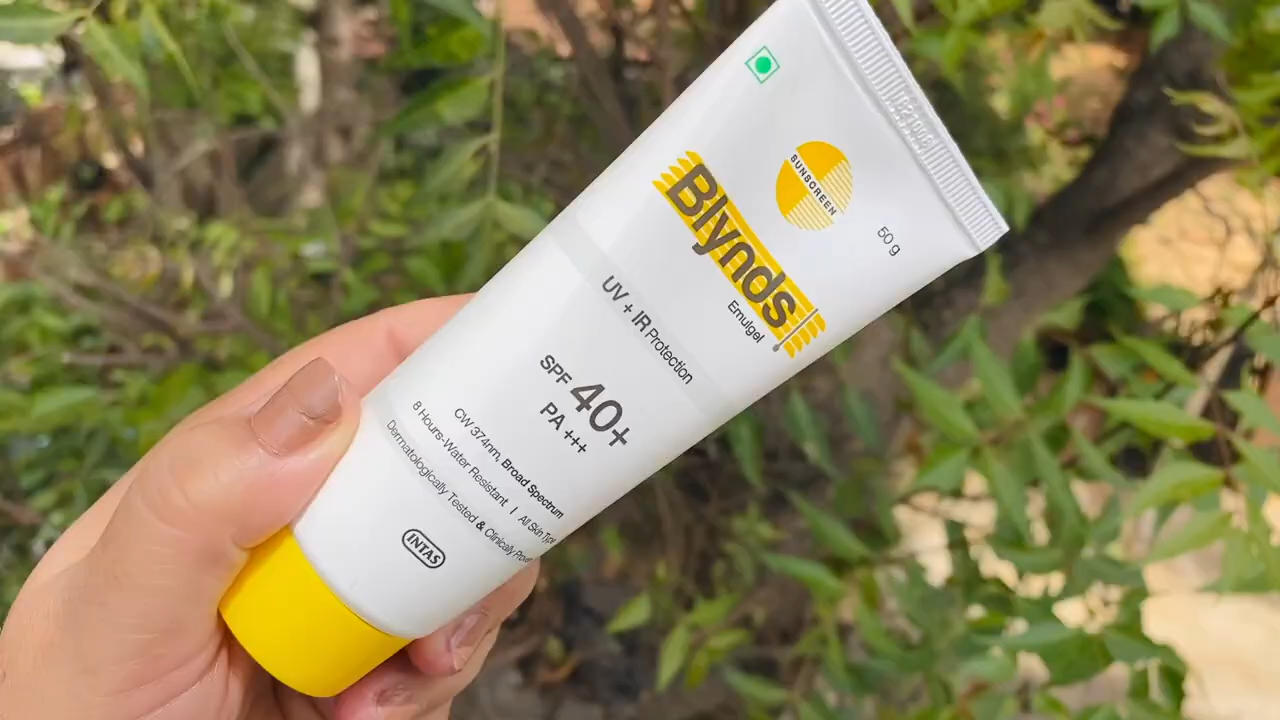 SUNSCREEN
50 g
Blynds
Emulgel
UV + IR Protection
SPF 40+
PA +++
CW 374nm, Broad Spectrum
8 Hours-Water Resistant | All Skin
Dermatologically Tested & Clinically
INTAS